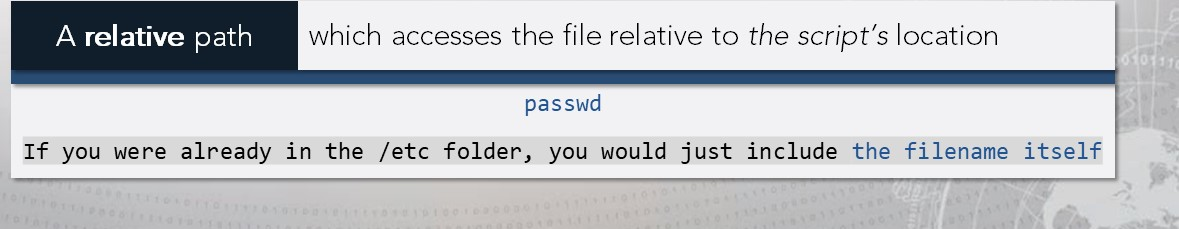 A relative path which accesses the file relative to the script's location
passwd
If you were already in the /etc folder, you would just include the filename itself